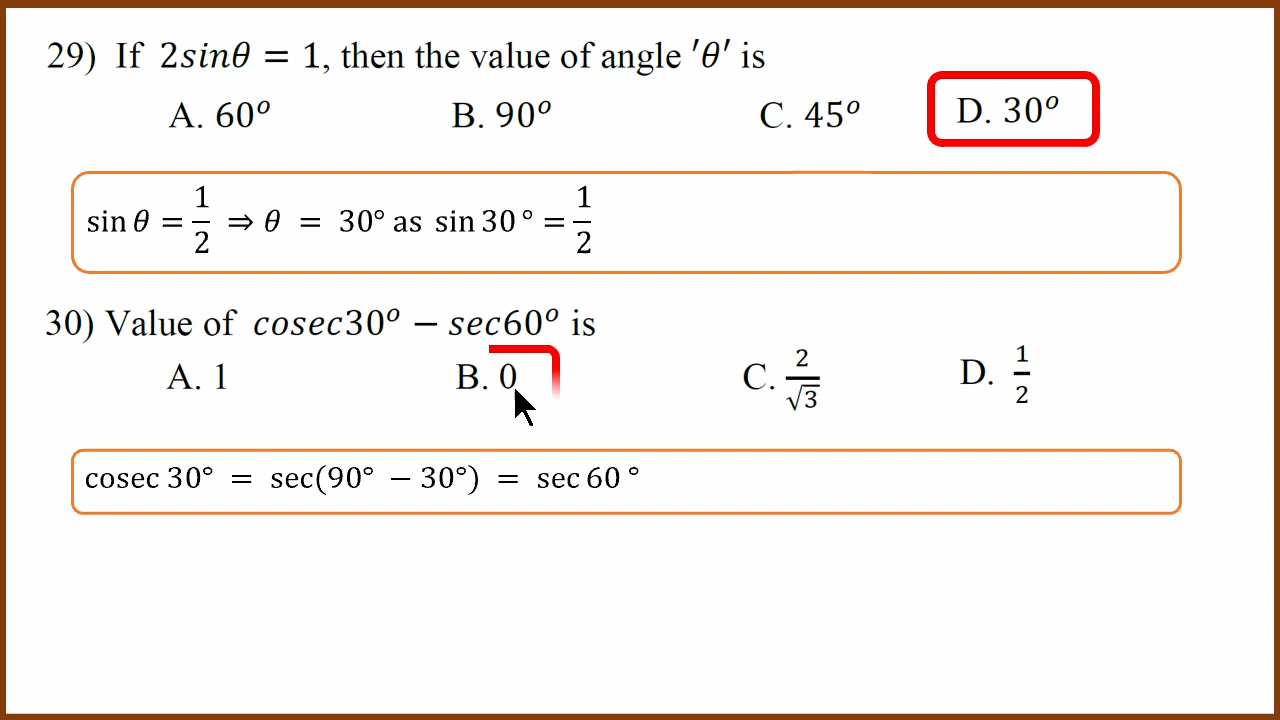 29) If 2sinθ = 1, then the value of angle ′θ′ is
A. 60° B. 90° C. 45° D. 30°
sin θ = 1/2 ⇒ θ = 30° as sin 30° = 1/2
30) Value of cosec30° − sec60° is
A. 1 B. 0 C. 2/√3 D. 1/2
cosec 30° = sec(90° − 30°) = sec 60°